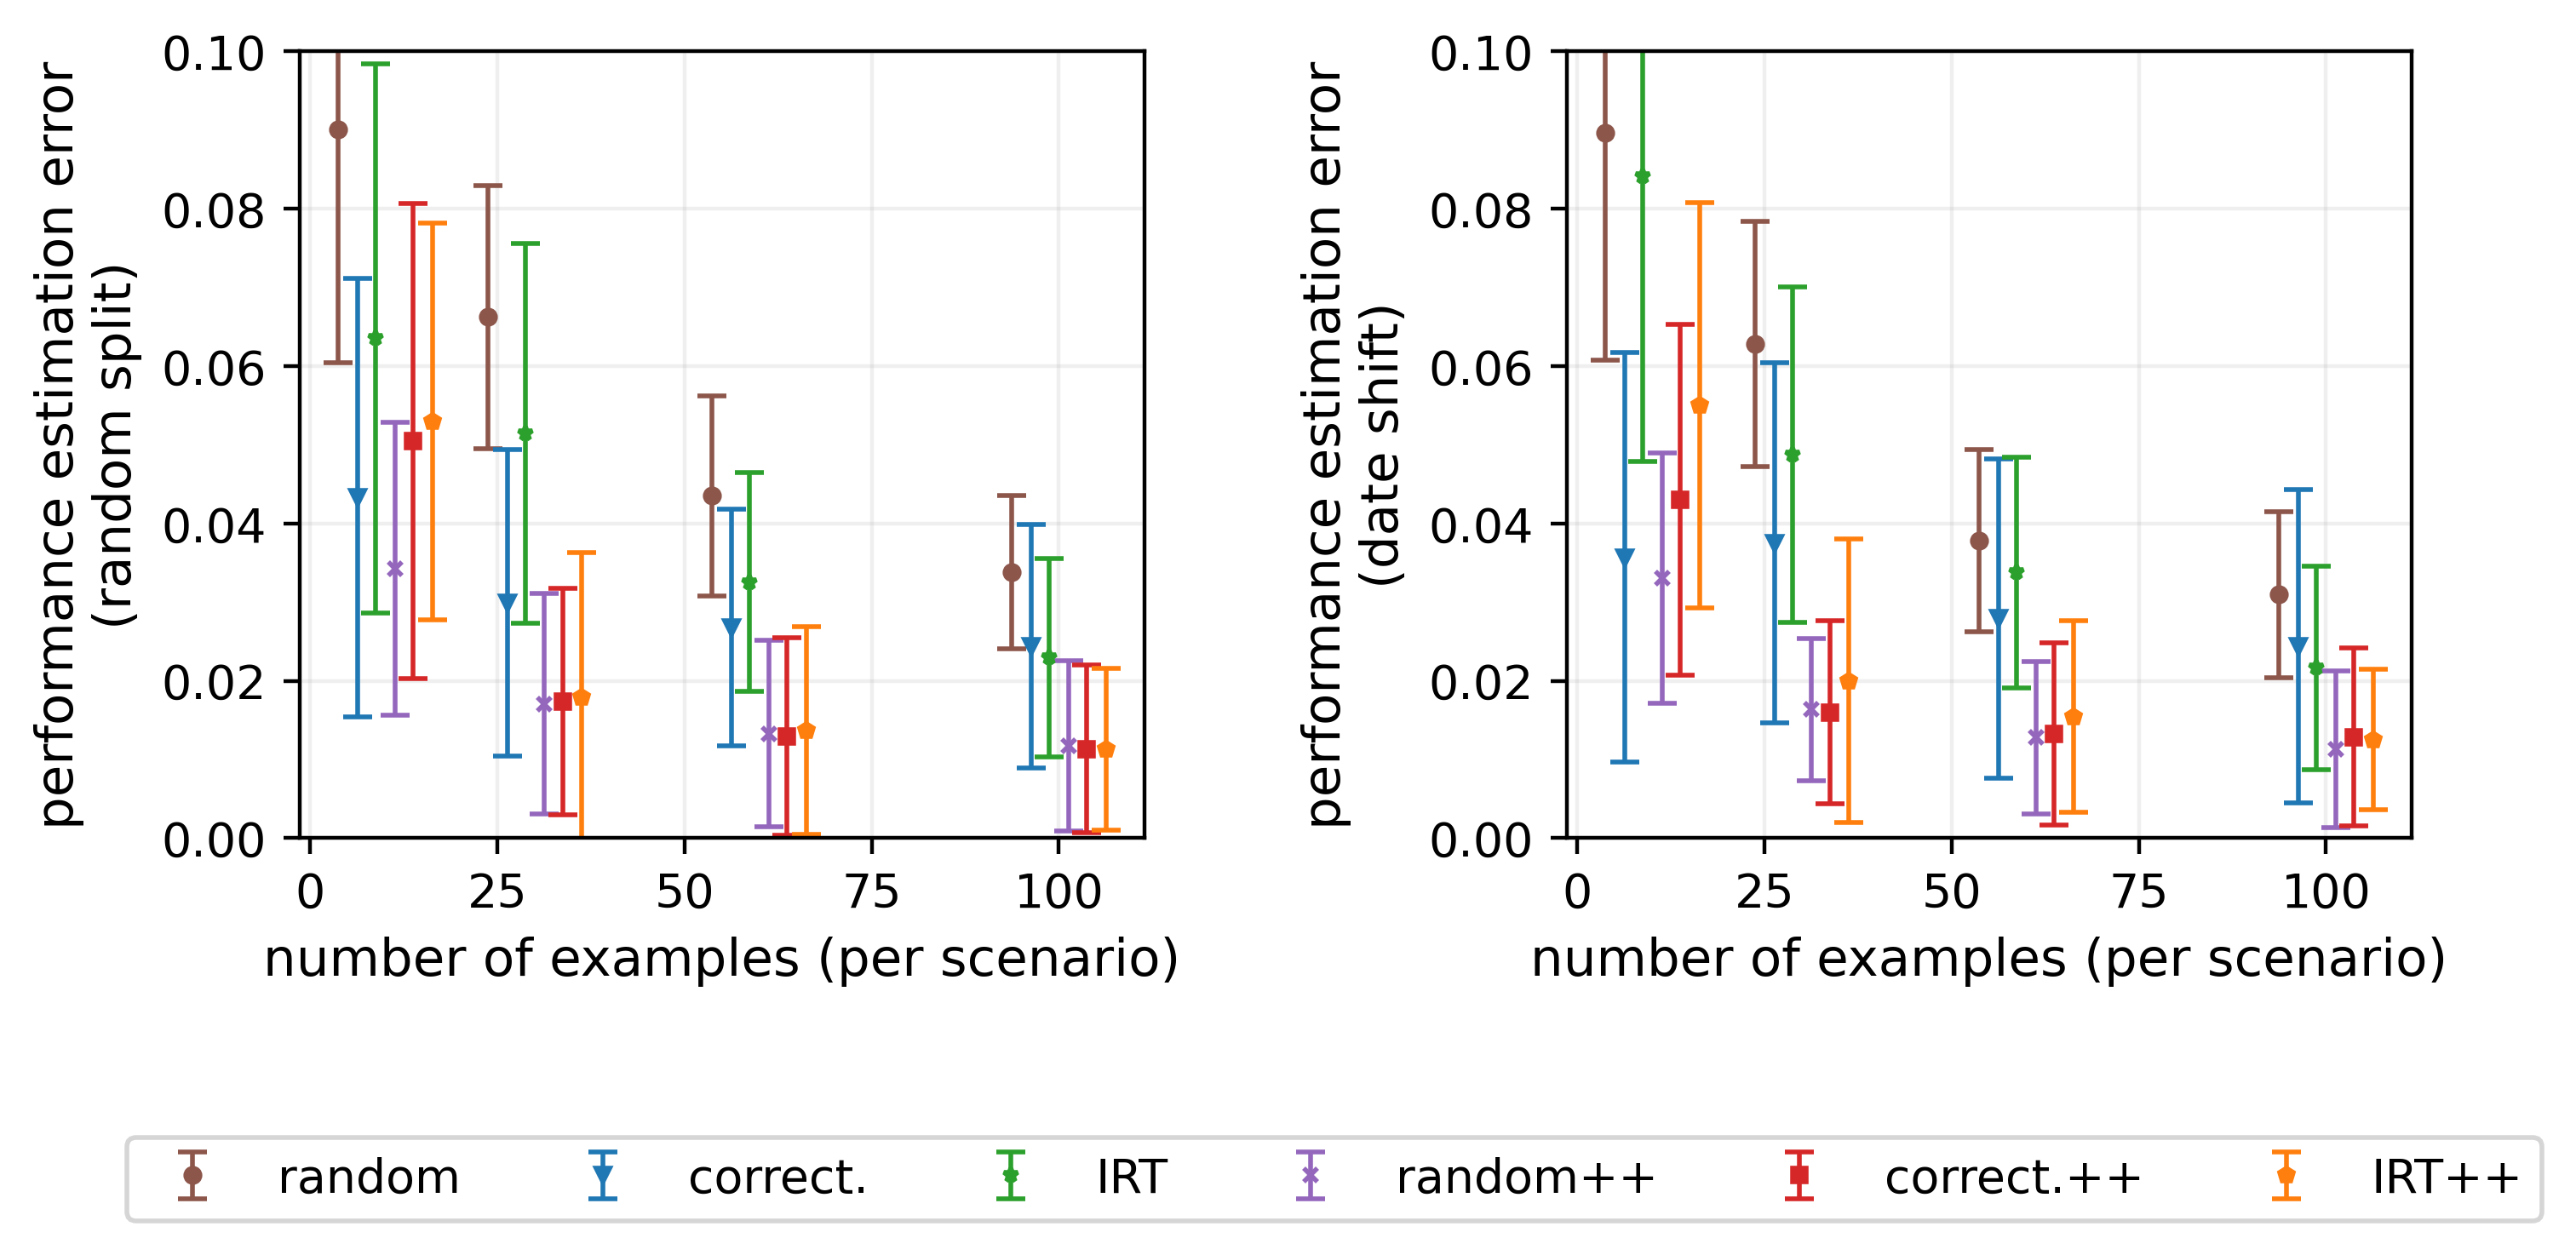 performance estimation error
(random split)
0.10
0.08
0.06
0.04
0.02
0.00
0 25 50 75 100
number of examples (per scenario)
performance estimation error
(date shift)
0.10
0.08
0.06
0.04
0.02
0.00
0 25 50 75 100
number of examples (per scenario)
random correct. IRT random++ correct.++ IRT++